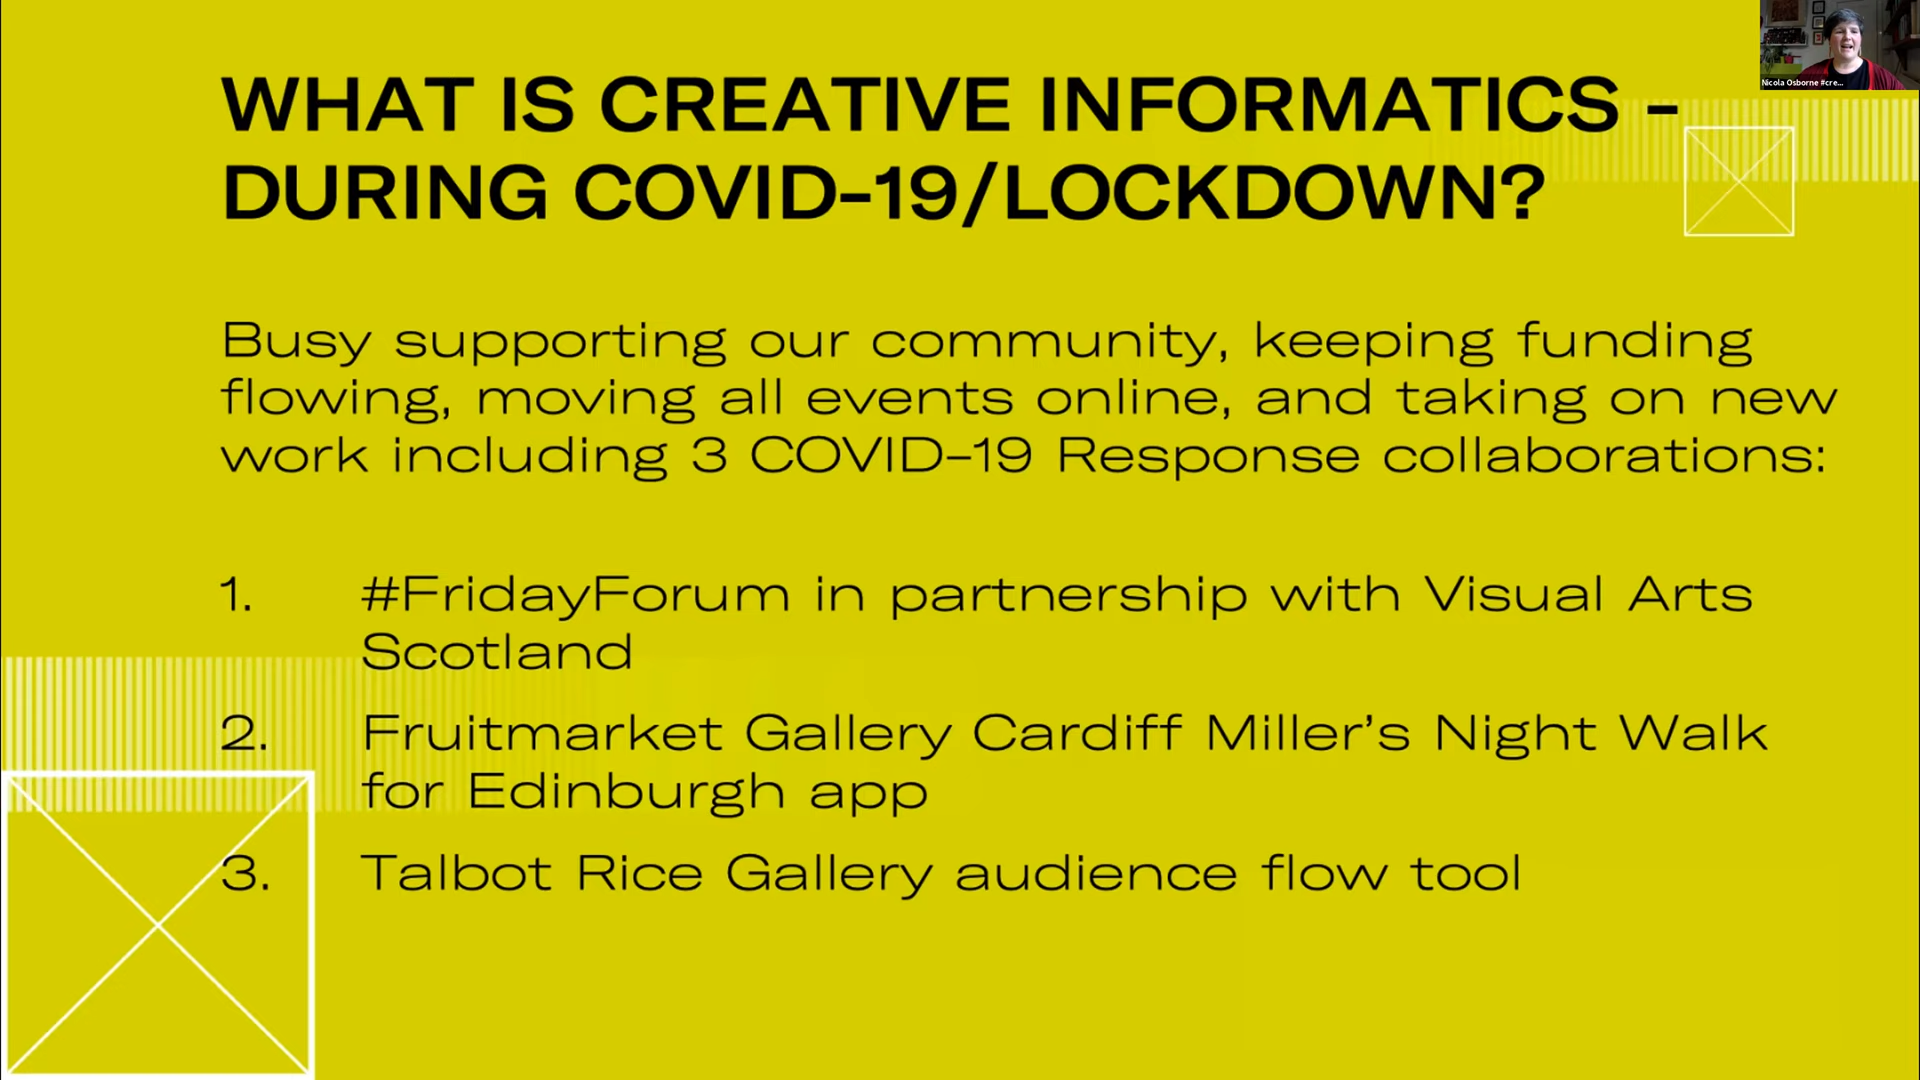 WHAT IS CREATIVE INFORMATICS –
DURING COVID-19/LOCKDOWN?
Nicola Osborne #cre...
Busy supporting our community, keeping funding
flowing, moving all events online, and taking on new
work including 3 COVID-19 Response collaborations:
1. #FridayForum in partnership with Visual Arts
Scotland
2. Fruitmarket Gallery Cardiff Miller’s Night Walk
for Edinburgh app
3. Talbot Rice Gallery audience flow tool